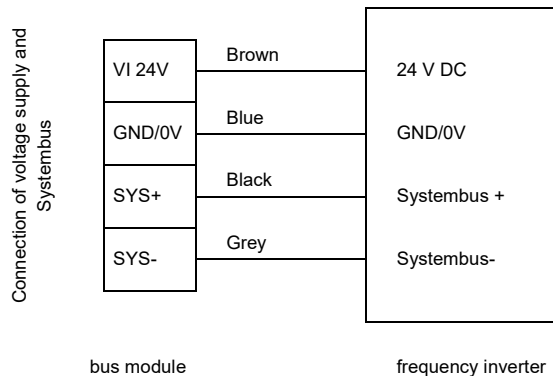 Connection of voltage supply and
Systembus
VI 24V
Brown
24 V DC
GND/0V
Blue
GND/0V
SYS+
Black
Systembus +
SYS-
Grey
Systembus-
bus module
frequency inverter